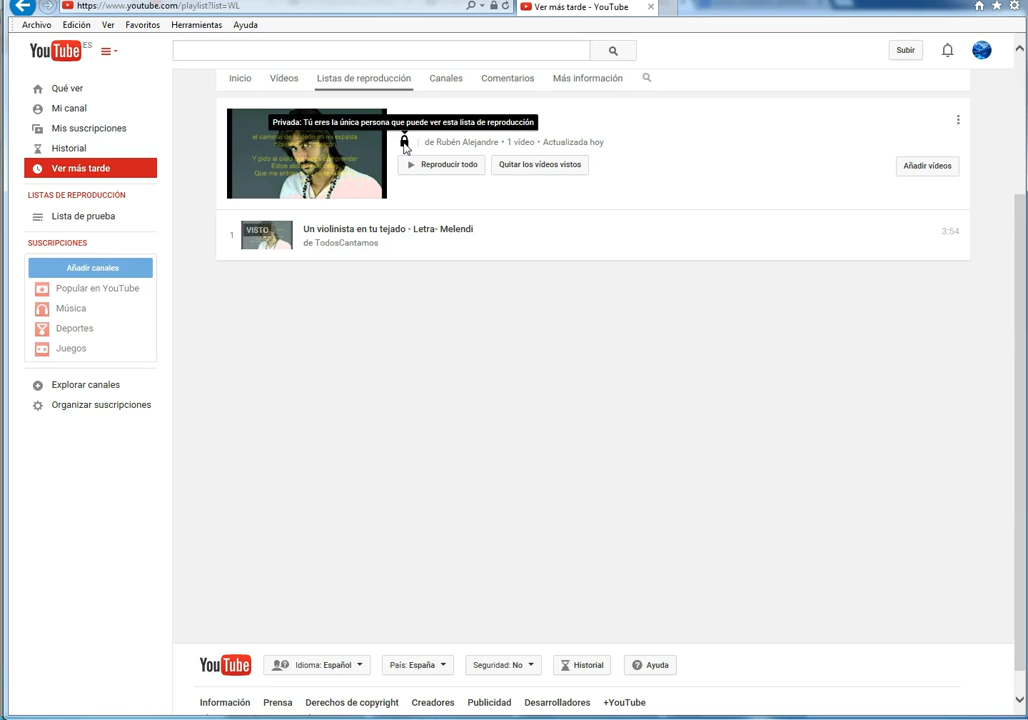 https://www.youtube.com/playlist?list=WL
Ver más tarde - YouTube
Archivo Edición Ver Favoritos Herramientas Ayuda
YouTube ES
Subir
Inicio Vídeos Listas de reproducción Canales Comentarios Más información
Qué ver
Mi canal
Mis suscripciones
Historial
Ver más tarde
LISTAS DE REPRODUCCIÓN
Lista de prueba
SUSCRIPCIONES
Añadir canales
Popular en YouTube
Música
Deportes
Juegos
Explorar canales
Organizar suscripciones
Privada: Tú eres la única persona que puede ver esta lista de reproducción
Y pido al cielo que sepa comprender
de Rubén Alejandre • 1 vídeo • Actualizada hoy
Reproducir todo Quitar los vídeos vistos
Añadir vídeos
1 VISTO Un violinista en tu tejado - Letra- Melendi 3:54
de TodosCantamos
YouTube Idioma: Español País: España Seguridad: No Historial Ayuda
Información Prensa Derechos de copyright Creadores Publicidad Desarrolladores +YouTube